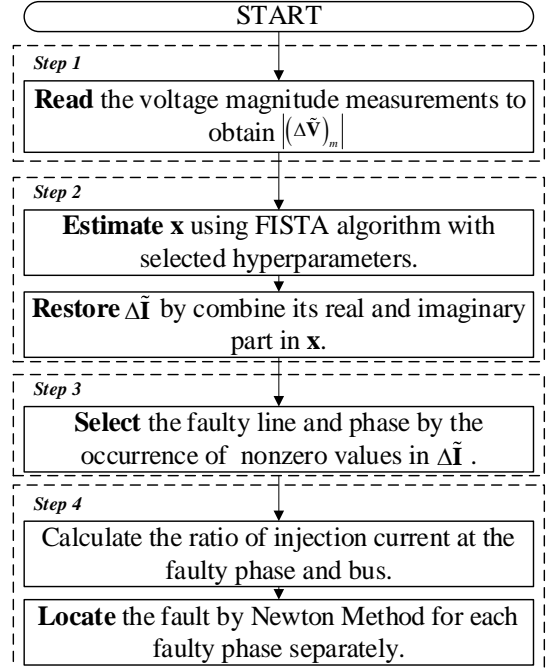 START
Step 1
Read the voltage magnitude measurements to
obtain |(ΔṼ)ₘ|
Step 2
Estimate x using FISTA algorithm with
selected hyperparameters.
Restore ΔĨ by combine its real and imaginary
part in x.
Step 3
Select the faulty line and phase by the
occurrence of nonzero values in ΔĨ .
Step 4
Calculate the ratio of injection current at the
faulty phase and bus.
Locate the fault by Newton Method for each
faulty phase separately.